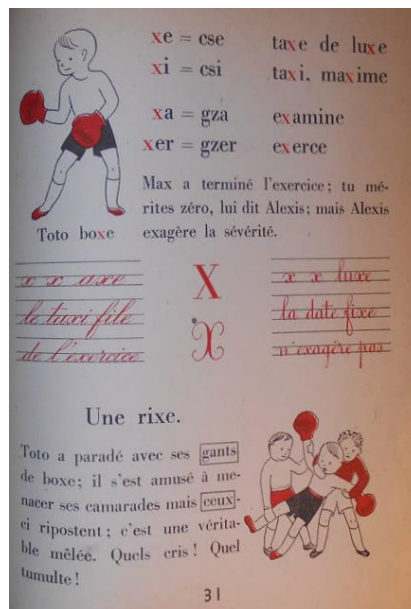 xe = cse taxe de luxe
xi = csi taxi, maxime
xa = gza examine
xer = gzer exerce
Toto boxe
Max a terminé l'exercice; tu mé-
rites zéro, lui dit Alexis; mais Alexis
exagère la sévérité.
x x axe
le taxi file
de l'exercice
X
x
x x luxe
la date fixe
n'exagère pas
Une rixe.
Toto a paradé avec ses gants
de boxe; il s'est amusé à me-
nacer ses camarades mais ceux-
ci ripostent; c'est une vérita-
ble mêlée. Quels cris! Quel
tumulte!
31